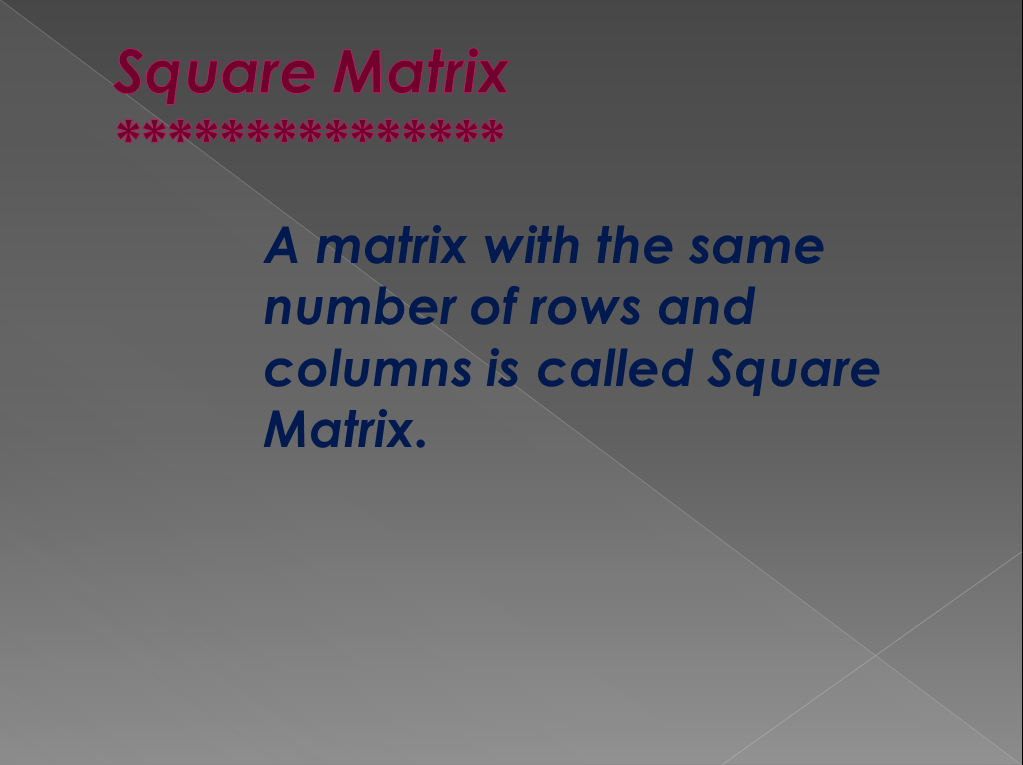 Square Matrix
***************
A matrix with the same
number of rows and
columns is called Square
Matrix.